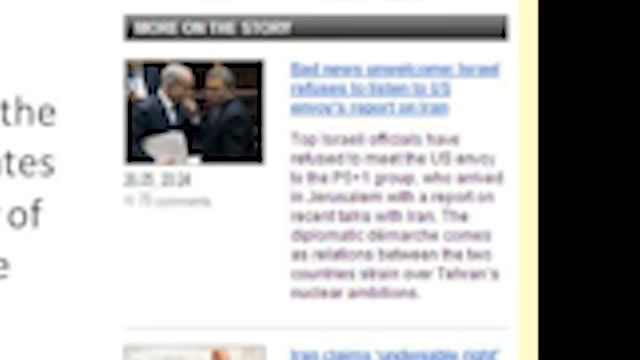 MORE ON THE STORY
the
ates
of
e
Bad news unwelcome: Israel
refuses to listen to US
envoy's report on Iran
Top Israeli officials have
refused to meet the US envoy
to the P5+1 group, who arrived
in Jerusalem with a report on
recent talks with Iran. The
diplomatic démarche comes
as relations between the two
countries strain over Tehran's
nuclear ambitions.
comments
Iran claims 'undeniable right'